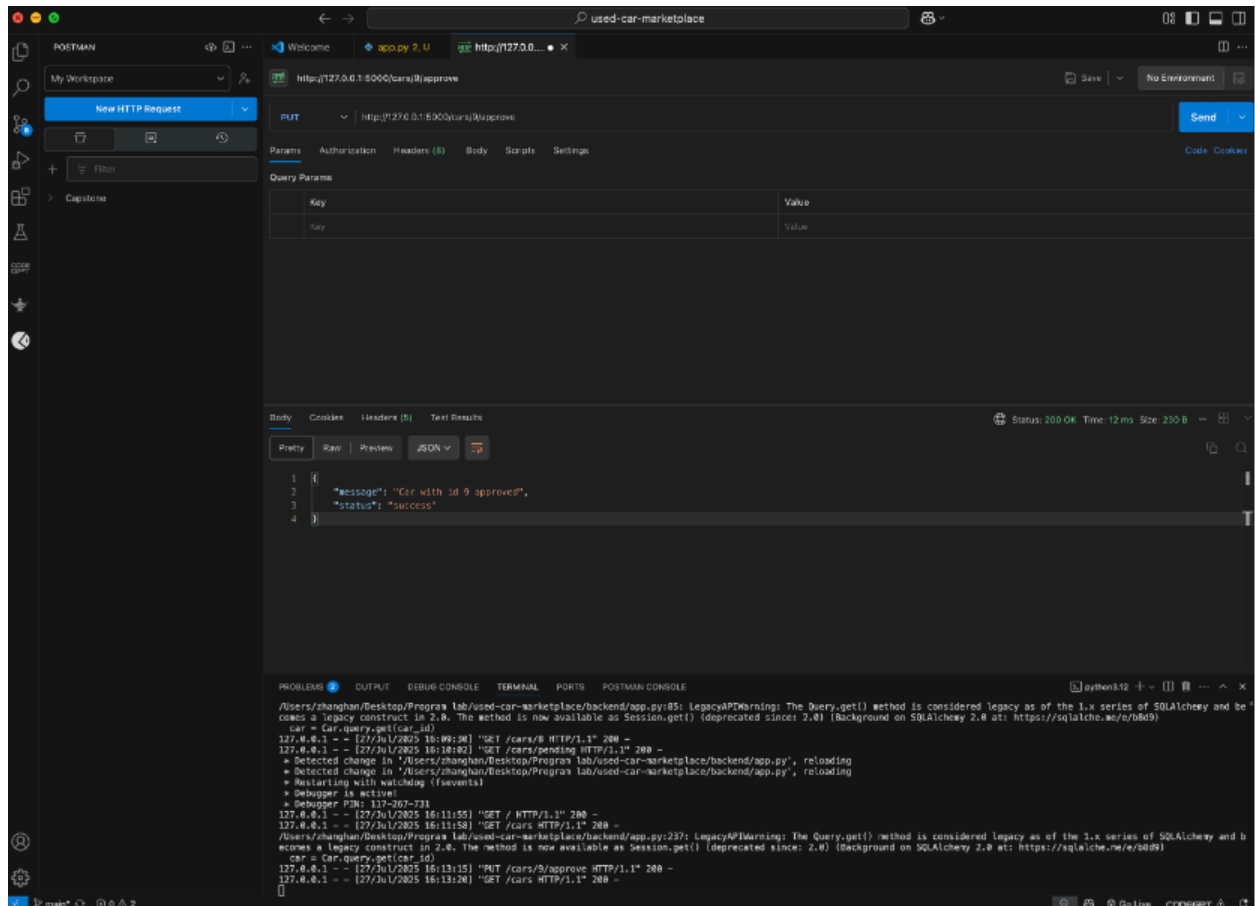 used-car-marketplace
POSTMAN
Welcome
app.py 2, U
http://127.0.0....
My Workspace
http://127.0.0.1:5000/cars/9/approve
Save
No Environment
New HTTP Request
PUT
http://127.0.0.1:5000/cars/9/approve
Send
Params Authorization Headers (8) Body Scripts Settings
Code Cookies
Filter
Query Params
Capstone
Key Value
Key Value
Body Cookies Headers (5) Test Results
Status: 200 OK Time: 12 ms Size: 230 B
Pretty Raw Preview JSON
1 {
2 "message": "Car with id 9 approved",
3 "status": "success"
4 }
PROBLEMS 2 OUTPUT DEBUG CONSOLE TERMINAL PORTS POSTMAN CONSOLE
python3.12
/Users/zhanghan/Desktop/Program lab/used-car-marketplace/backend/app.py:85: LegacyAPIWarning: The Query.get() method is considered legacy as of the 1.x series of SQLAlchemy and be
comes a legacy construct in 2.0. The method is now available as Session.get() (deprecated since: 2.0) (Background on SQLAlchemy 2.0 at: https://sqlalche.me/e/b8d9)
car = Car.query.get(car_id)
127.0.0.1 - - [27/Jul/2025 16:09:30] "GET /cars/8 HTTP/1.1" 200 -
127.0.0.1 - - [27/Jul/2025 16:10:02] "GET /cars/pending HTTP/1.1" 200 -
* Detected change in '/Users/zhanghan/Desktop/Program lab/used-car-marketplace/backend/app.py', reloading
* Detected change in '/Users/zhanghan/Desktop/Program lab/used-car-marketplace/backend/app.py', reloading
* Restarting with watchdog (fsevents)
* Debugger is active!
* Debugger PIN: 117-267-731
127.0.0.1 - - [27/Jul/2025 16:11:55] "GET / HTTP/1.1" 200 -
127.0.0.1 - - [27/Jul/2025 16:11:58] "GET /cars HTTP/1.1" 200 -
/Users/zhanghan/Desktop/Program lab/used-car-marketplace/backend/app.py:237: LegacyAPIWarning: The Query.get() method is considered legacy as of the 1.x series of SQLAlchemy and b
ecomes a legacy construct in 2.0. The method is now available as Session.get() (deprecated since: 2.0) (Background on SQLAlchemy 2.0 at: https://sqlalche.me/e/b8d9)
car = Car.query.get(car_id)
127.0.0.1 - - [27/Jul/2025 16:13:15] "PUT /cars/9/approve HTTP/1.1" 200 -
127.0.0.1 - - [27/Jul/2025 16:13:20] "GET /cars HTTP/1.1" 200 -
main* 0 2
Go Live